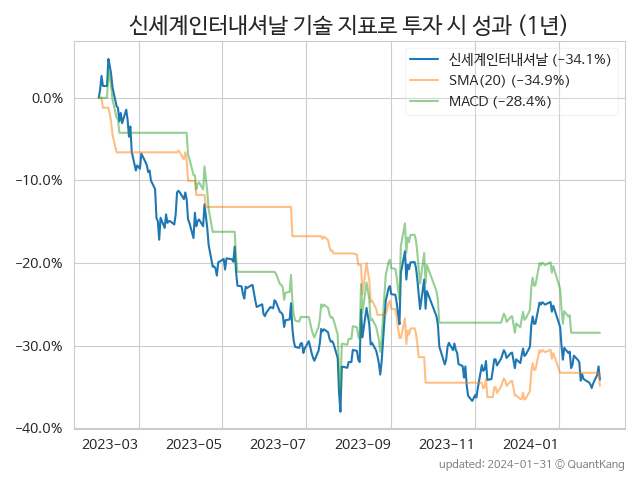 신세계인터내셔날 기술 지표로 투자 시 성과 (1년)
신세계인터내셔날 (−34.1%)
SMA(20) (−34.9%)
MACD (−28.4%)
0.0%
−10.0%
−20.0%
−30.0%
−40.0%
2023-03 2023-05 2023-07 2023-09 2023-11 2024-01
updated: 2024-01-31 © QuantKang